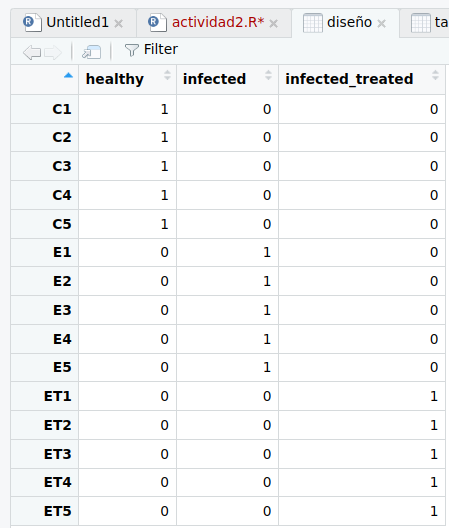 Untitled1 actividad2.R* diseño ta
Filter
healthy infected infected_treated
C1 1 0 0
C2 1 0 0
C3 1 0 0
C4 1 0 0
C5 1 0 0
E1 0 1 0
E2 0 1 0
E3 0 1 0
E4 0 1 0
E5 0 1 0
ET1 0 0 1
ET2 0 0 1
ET3 0 0 1
ET4 0 0 1
ET5 0 0 1